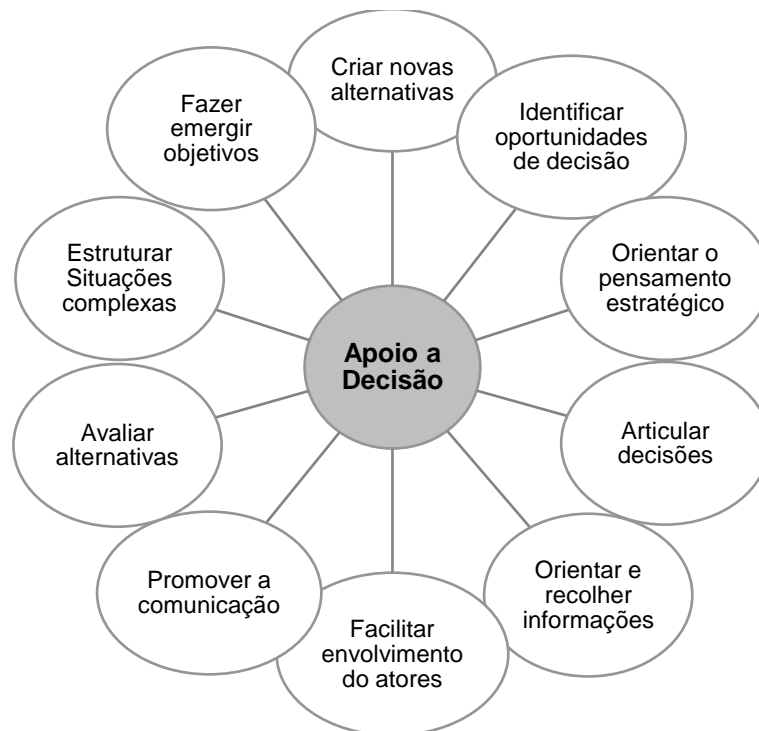 Criar novas
alternativas
Identificar
oportunidades
de decisão
Orientar o
pensamento
estratégico
Articular
decisões
Orientar e
recolher
informações
Facilitar
envolvimento
do atores
Promover a
comunicação
Avaliar
alternativas
Estruturar
Situações
complexas
Fazer
emergir
objetivos
Apoio a
Decisão